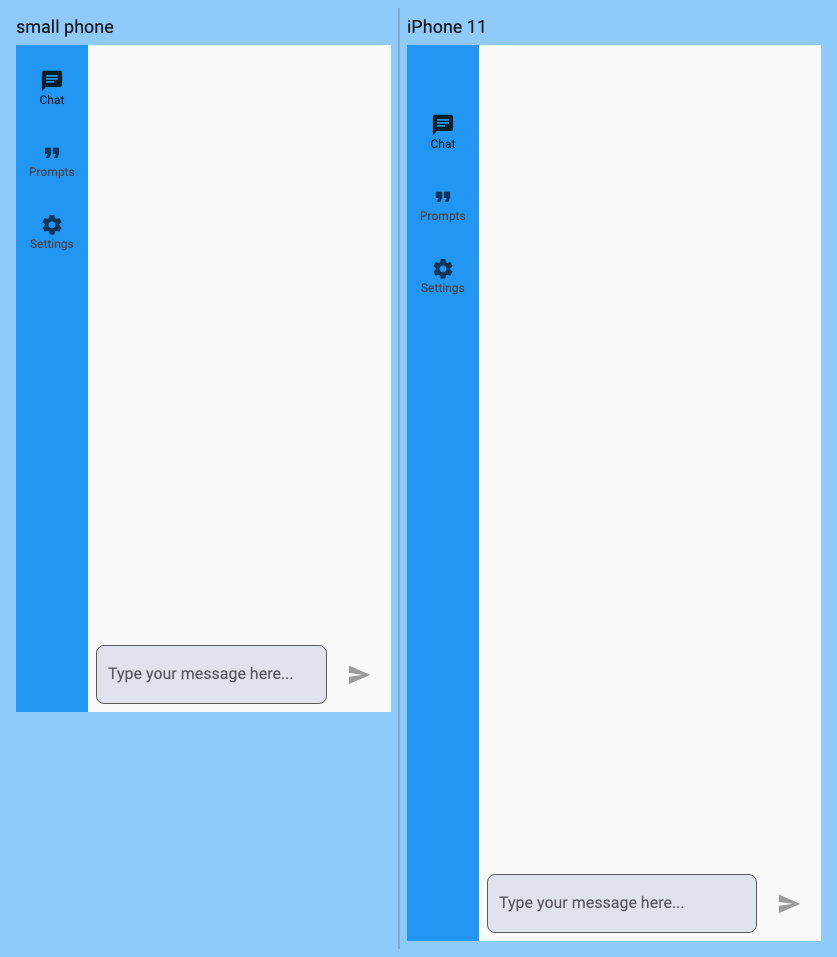 small phone
Chat
Prompts
Settings
Type your message here...
iPhone 11
Chat
Prompts
Settings
Type your message here...